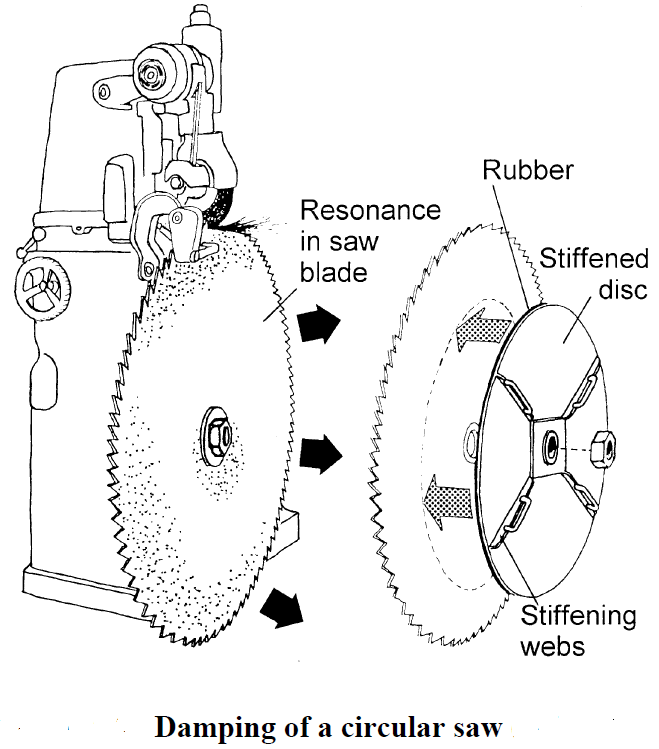 Rubber
Resonance
in saw
blade
Stiffened
disc
Stiffening
webs
Damping of a circular saw